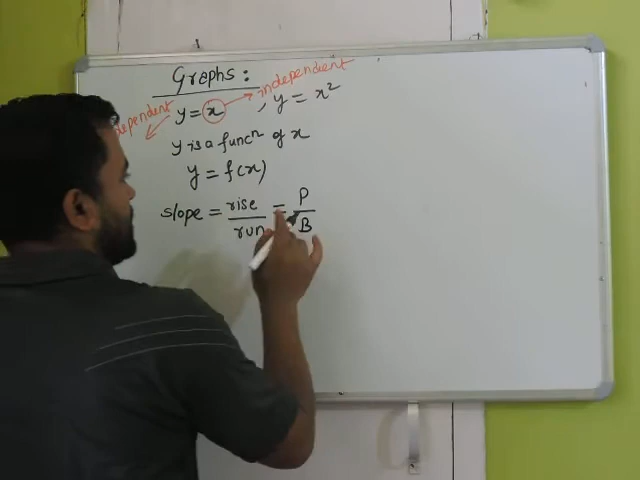 Graphs:
dependent y = x independent , y = x²
y is a funcⁿ of x
y = f(x)
slope = rise/run = P/B